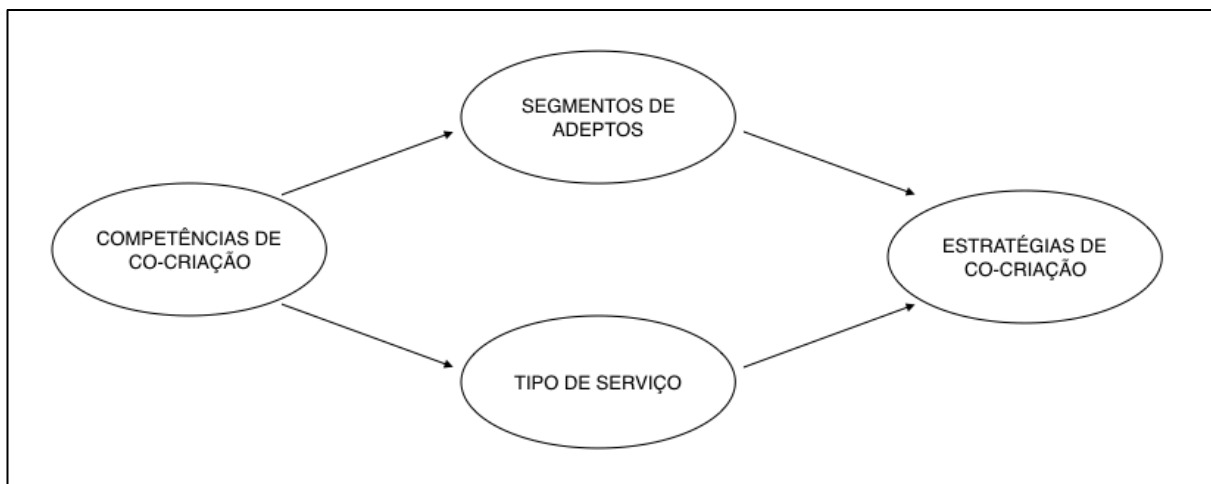 SEGMENTOS DE
ADEPTOS
COMPETÊNCIAS DE
CO-CRIAÇÃO
ESTRATÉGIAS DE
CO-CRIAÇÃO
TIPO DE SERVIÇO